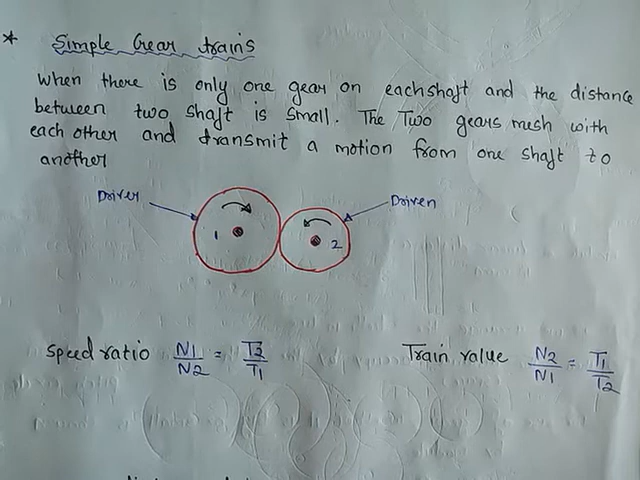 * Simple Gear trains
When there is only one gear on each shaft and the distance
between two shaft is small. The Two gears mesh with
each other and transmit a motion from one shaft to
another
Driver
Driven
1
2
Speed ratio N1/N2 = T2/T1
Train value N2/N1 = T1/T2